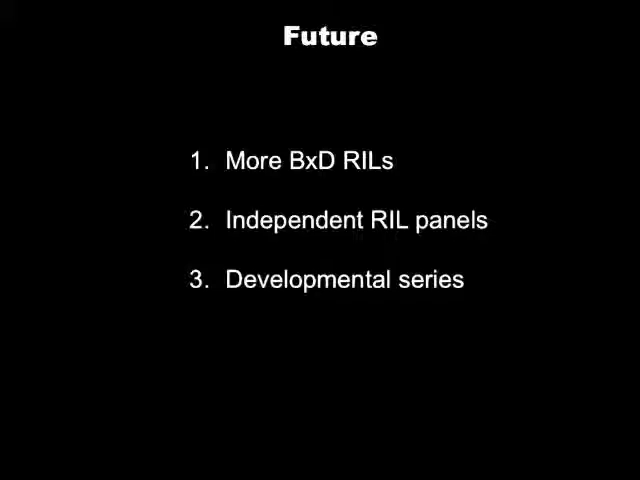 Future
1. More BxD RILs
2. Independent RIL panels
3. Developmental series